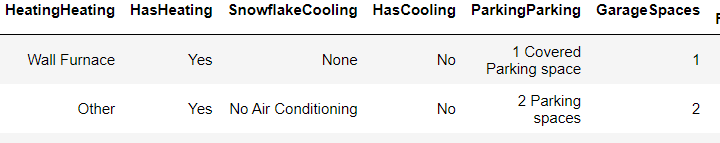 HeatingHeating HasHeating SnowflakeCooling HasCooling ParkingParking GarageSpaces
Wall Furnace Yes None No 1 Covered Parking space 1
Other Yes No Air Conditioning No 2 Parking spaces 2